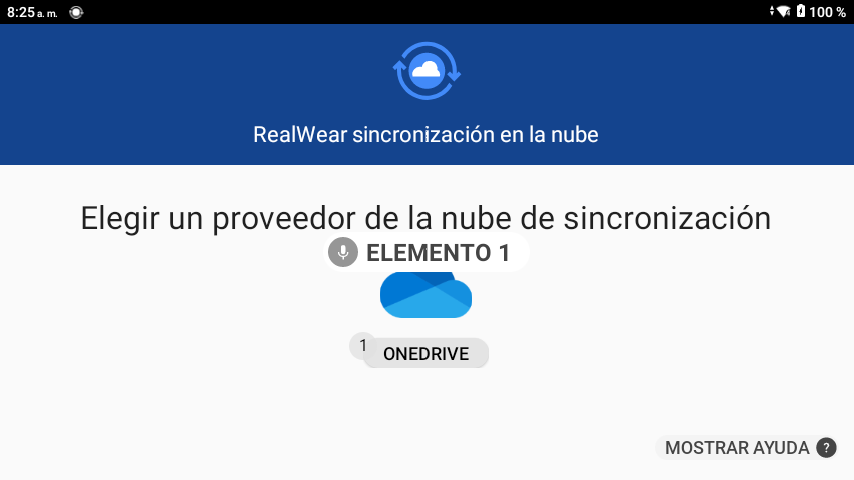 8:25 a. m.
100 %
RealWear sincronización en la nube
Elegir un proveedor de la nube de sincronización
ELEMENTO 1
1
ONEDRIVE
MOSTRAR AYUDA ?